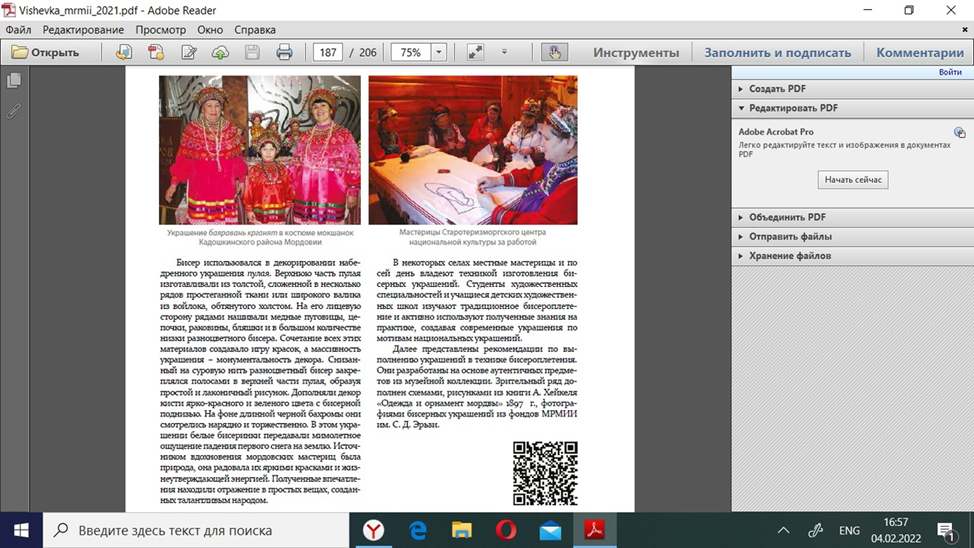 Vishevka_mrmii_2021.pdf - Adobe Reader
Файл Редактирование Просмотр Окно Справка
Открыть 187 / 206 75% Инструменты Заполнить и подписать Комментарии
Войти
Создать PDF
Редактировать PDF
Adobe Acrobat Pro
Легко редактируйте текст и изображения в документах
PDF
Начать сейчас
Объединить PDF
Отправить файлы
Хранение файлов
Украшение баяравань крганят в костюме мокшанок
Кадошкинского района Мордовии
Мастерицы Старотеризморгского центра
национальной культуры за работой
Бисер использовался в декорировании набе-
дренного украшения пулая. Верхнюю часть пулая
изготавливали из толстой, сложенной в несколько
рядов простеганной ткани или широкого валика
из войлока, обтянутого холстом. На его лицевую
сторону рядами нашивали медные пуговицы, це-
почки, раковины, бляшки и в большом количестве
низки разноцветного бисера. Сочетание всех этих
материалов создавало игру красок, а массивность
украшения – монументальность декора. Снизан-
ный на суровую нить разноцветный бисер закре-
плялся полосами в верхней части пулая, образуя
простой и лаконичный рисунок. Дополняли декор
кисти ярко-красного и зеленого цвета с бисерной
поднизью. На фоне длинной черной бахромы они
смотрелись нарядно и торжественно. В этом укра-
шении белые бисеринки передавали мимолетное
ощущение падения первого снега на землю. Источ-
ником вдохновения мордовских мастериц была
природа, она радовала их яркими красками и жиз-
неутверждающей энергией. Полученные впечатле-
ния находили отражение в простых вещах, создан-
ных талантливым народом.
В некоторых селах местные мастерицы и по
сей день владеют техникой изготовления би-
серных украшений. Студенты художественных
специальностей и учащиеся детских художествен-
ных школ изучают традиционное бисероплете-
ние и активно используют полученные знания на
практике, создавая современные украшения по
мотивам национальных украшений.
Далее представлены рекомендации по вы-
полнению украшений в технике бисероплетения.
Они разработаны на основе аутентичных предме-
тов из музейной коллекции. Зрительный ряд до-
полнен схемами, рисунками из книги А. Хейкеля
«Одежда и орнамент мордвы» 1897 г., фотогра-
фиями бисерных украшений из фондов МРМИИ
им. С. Д. Эрьзи.
Введите здесь текст для поиска
ENG
16:57
04.02.2022
1